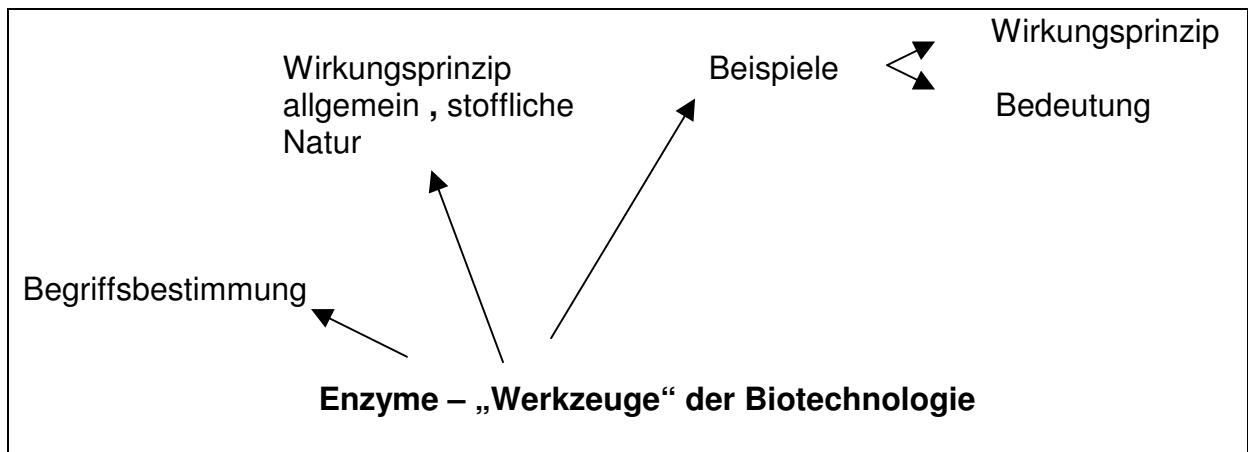 Wirkungsprinzip
allgemein , stoffliche
Natur
Beispiele
Wirkungsprinzip
Bedeutung
Begriffsbestimmung
Enzyme – „Werkzeuge“ der Biotechnologie